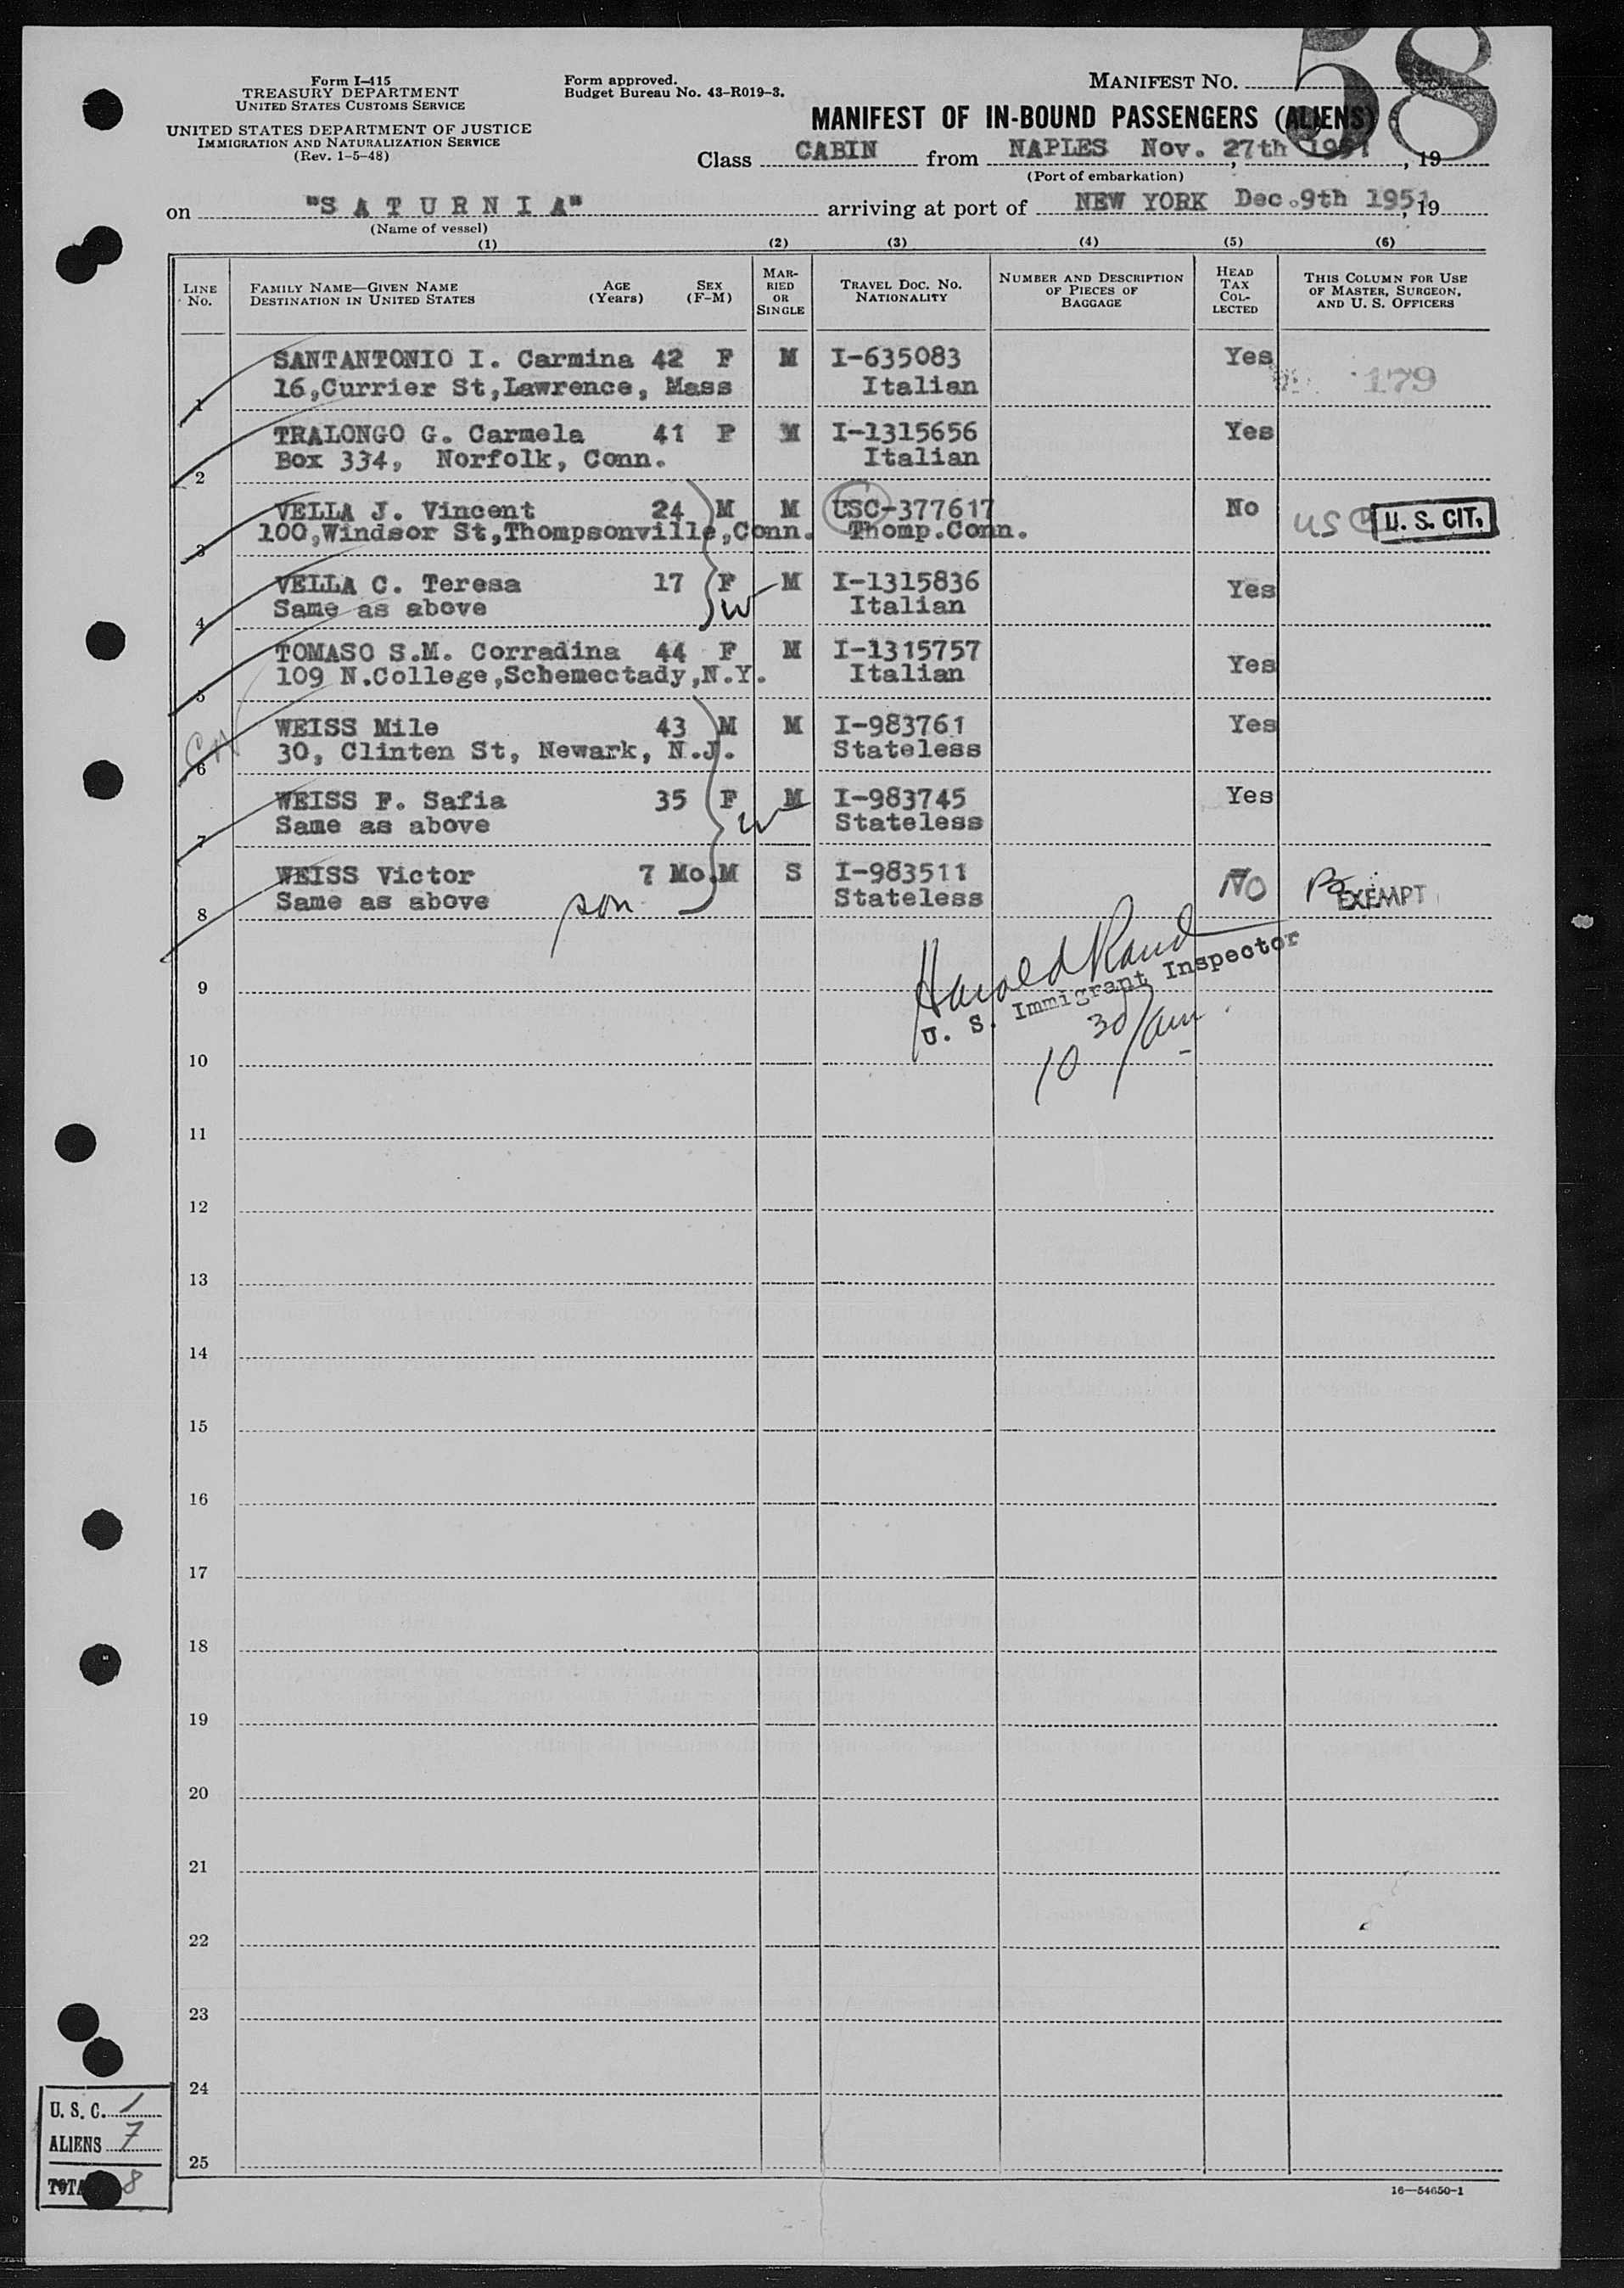 58
Form I-415
TREASURY DEPARTMENT
UNITED STATES CUSTOMS SERVICE
UNITED STATES DEPARTMENT OF JUSTICE
IMMIGRATION AND NATURALIZATION SERVICE
(Rev. 1-5-48)
Form approved.
Budget Bureau No. 43-R019-3.
MANIFEST NO.
MANIFEST OF IN-BOUND PASSENGERS (ALIENS)
Class CABIN from NAPLES Nov. 27th 1951, 19
(Port of embarkation)
on "S A T U R N I A" arriving at port of NEW YORK Dec.9th 1951, 19
(Name of vessel)
(1) (2) (3) (4) (5) (6)
LINE No.
FAMILY NAME—GIVEN NAME
DESTINATION IN UNITED STATES
AGE (Years)
SEX (F-M)
MARRIED OR SINGLE
TRAVEL DOC. NO.
NATIONALITY
NUMBER AND DESCRIPTION OF PIECES OF BAGGAGE
HEAD TAX COLLECTED
THIS COLUMN FOR USE OF MASTER, SURGEON, AND U. S. OFFICERS
SANTANTONIO I. Carmina 42 F M I-635083 Yes
1 16,Currier St,Lawrence, Mass Italian 179
TRALONGO G. Carmela 41 F M I-1315656 Yes
2 Box 334, Norfolk, Conn. Italian
VELLA J. Vincent 24 M M USC-377617 No USC U. S. CIT.
3 100,Windsor St,Thompsonville,Conn. Thomp.Conn.
VELLA C. Teresa 17 F M I-1315836 Yes
4 Same as above W Italian
TOMASO S.M. Corradina 44 F M I-1315757 Yes
5 109 N.College,Schemectady,N.Y. Italian
WEISS Mile 43 M M I-983761 Yes
6 30, Clinten St, Newark, N.J. Stateless
WEISS F. Safia 35 F M I-983745 Yes
7 Same as above W Stateless
WEISS Victor 7 Mo.M S I-983511 No EXEMPT
8 Same as above son Stateless
Harold Rand
U. S. Immigrant Inspector
10 30/am
9
10
11
12
13
14
15
16
17
18
19
20
21
22
23
24
25
U. S. C. 1
ALIENS 7
TOTA 8
16—54650-1